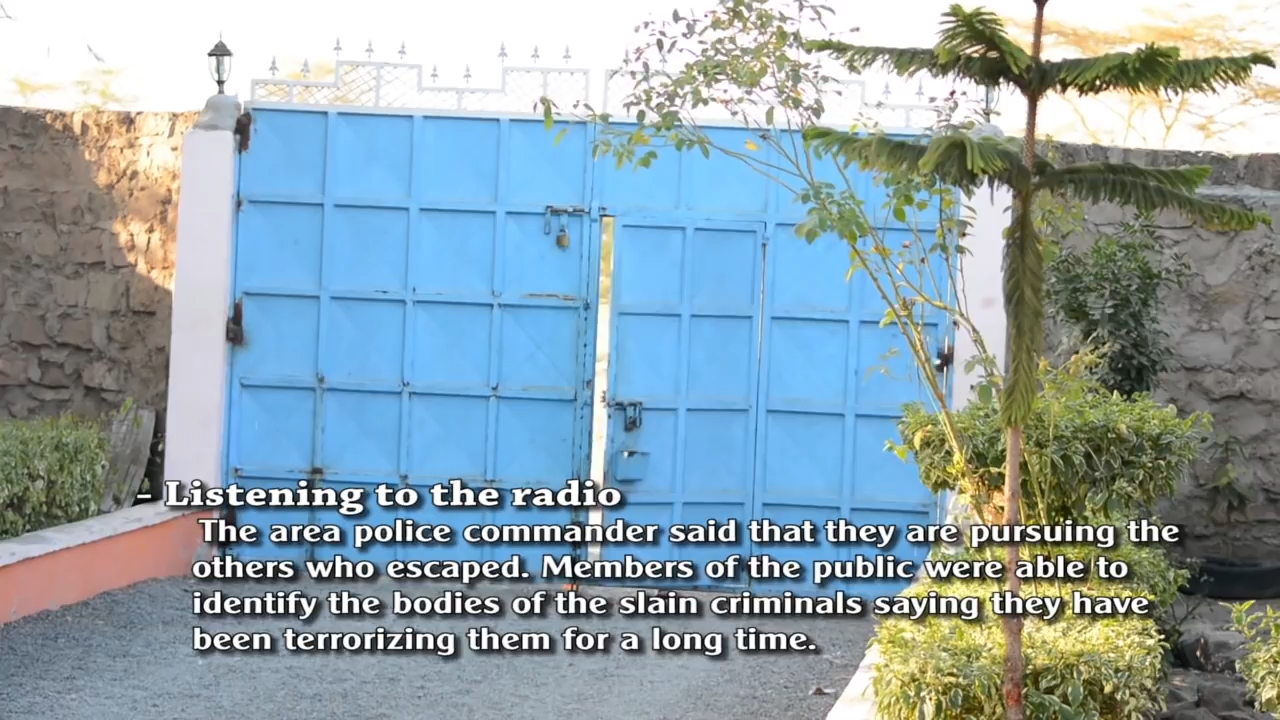 - Listening to the radio
The area police commander said that they are pursuing the
others who escaped. Members of the public were able to
identify the bodies of the slain criminals saying they have
been terrorizing them for a long time.